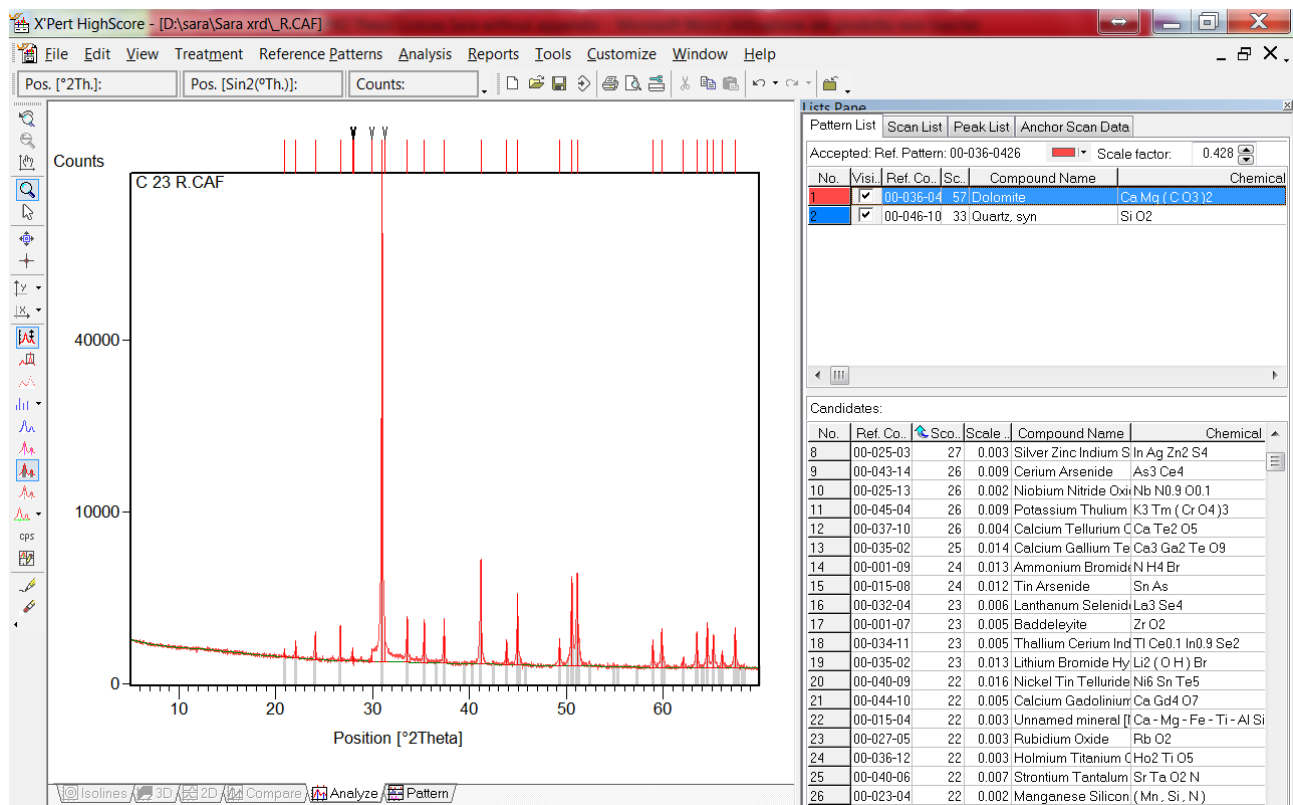 X'Pert HighScore - [D:\sara\Sara xrd\_R.CAF]
File Edit View Treatment Reference Patterns Analysis Reports Tools Customize Window Help
Pos. [°2Th.]: Pos. [Sin2(°Th.)]: Counts:
Lists Pane
Pattern List Scan List Peak List Anchor Scan Data
Accepted: Ref. Pattern: 00-036-0426 Scale factor: 0.428
No. Visi.. Ref. Co.. Sc.. Compound Name Chemical
1 00-036-04 57 Dolomite Ca Mg ( C O3 )2
2 00-046-10 33 Quartz, syn Si O2
Counts
C 23 R.CAF
40000
10000
0
10 20 30 40 50 60
Position [°2Theta]
cps
Isolines 3D 2D Compare Analyze Pattern
Candidates:
No. Ref. Co.. Sco.. Scale .. Compound Name Chemical
8 00-025-03 27 0.003 Silver Zinc Indium S In Ag Zn2 S4
9 00-043-14 26 0.009 Cerium Arsenide As3 Ce4
10 00-025-13 26 0.002 Niobium Nitride Oxi Nb N0.9 O0.1
11 00-045-04 26 0.009 Potassium Thulium K3 Tm ( Cr O4 )3
12 00-037-10 26 0.004 Calcium Tellurium O Ca Te2 O5
13 00-035-02 25 0.014 Calcium Gallium Te Ca3 Ga2 Te O9
14 00-001-09 24 0.013 Ammonium Bromide N H4 Br
15 00-015-08 24 0.012 Tin Arsenide Sn As
16 00-032-04 23 0.006 Lanthanum Selenid La3 Se4
17 00-001-07 23 0.005 Baddeleyite Zr O2
18 00-034-11 23 0.005 Thallium Cerium Ind Tl Ce0.1 In0.9 Se2
19 00-035-02 23 0.013 Lithium Bromide Hy Li2 ( O H ) Br
20 00-040-09 22 0.016 Nickel Tin Telluride Ni6 Sn Te5
21 00-044-10 22 0.005 Calcium Gadolinium Ca Gd4 O7
22 00-015-04 22 0.003 Unnamed mineral [ Ca - Mg - Fe - Ti - Al Si
23 00-027-05 22 0.003 Rubidium Oxide Rb O2
24 00-036-12 22 0.003 Holmium Titanium O Ho2 Ti O5
25 00-040-06 22 0.007 Strontium Tantalum Sr Ta O2 N
26 00-023-04 22 0.002 Manganese Silicon ( Mn , Si , N )